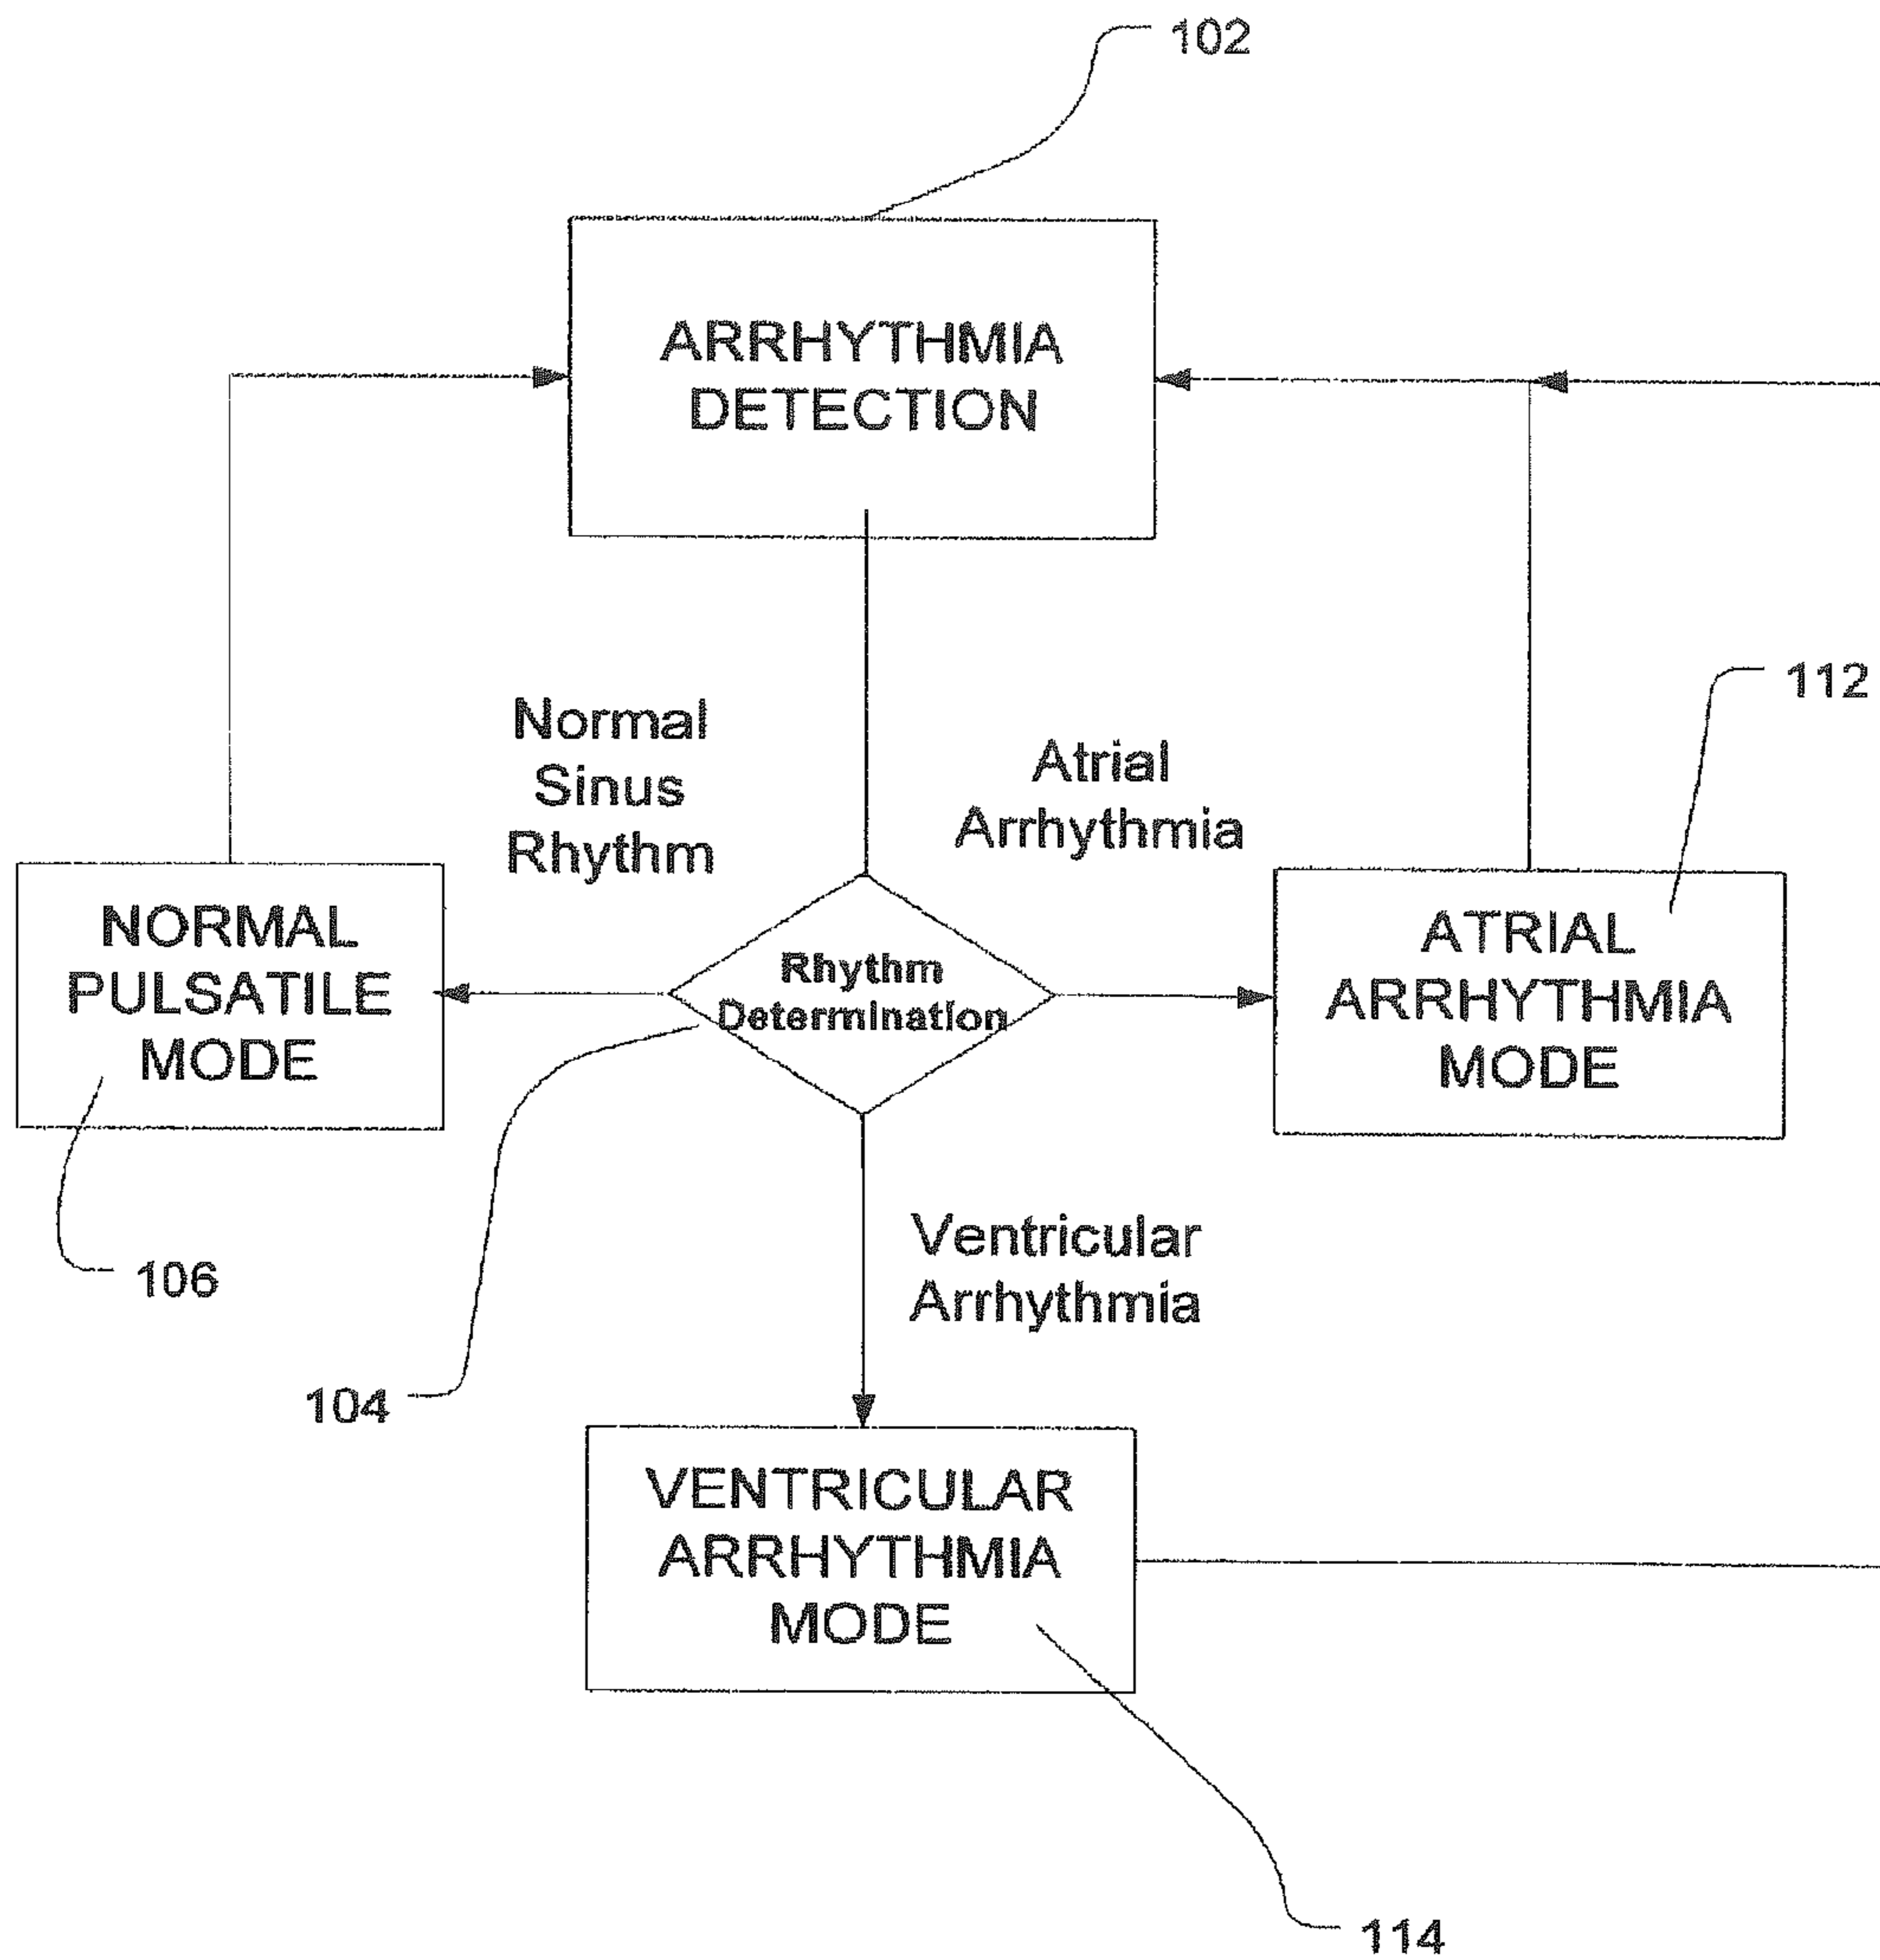 102
ARRHYTHMIA
DETECTION
112
Normal
Sinus
Rhythm
Atrial
Arrhythmia
NORMAL
PULSATILE
MODE
Rhythm
Determination
ATRIAL
ARRHYTHMIA
MODE
106
Ventricular
Arrhythmia
104
VENTRICULAR
ARRHYTHMIA
MODE
114